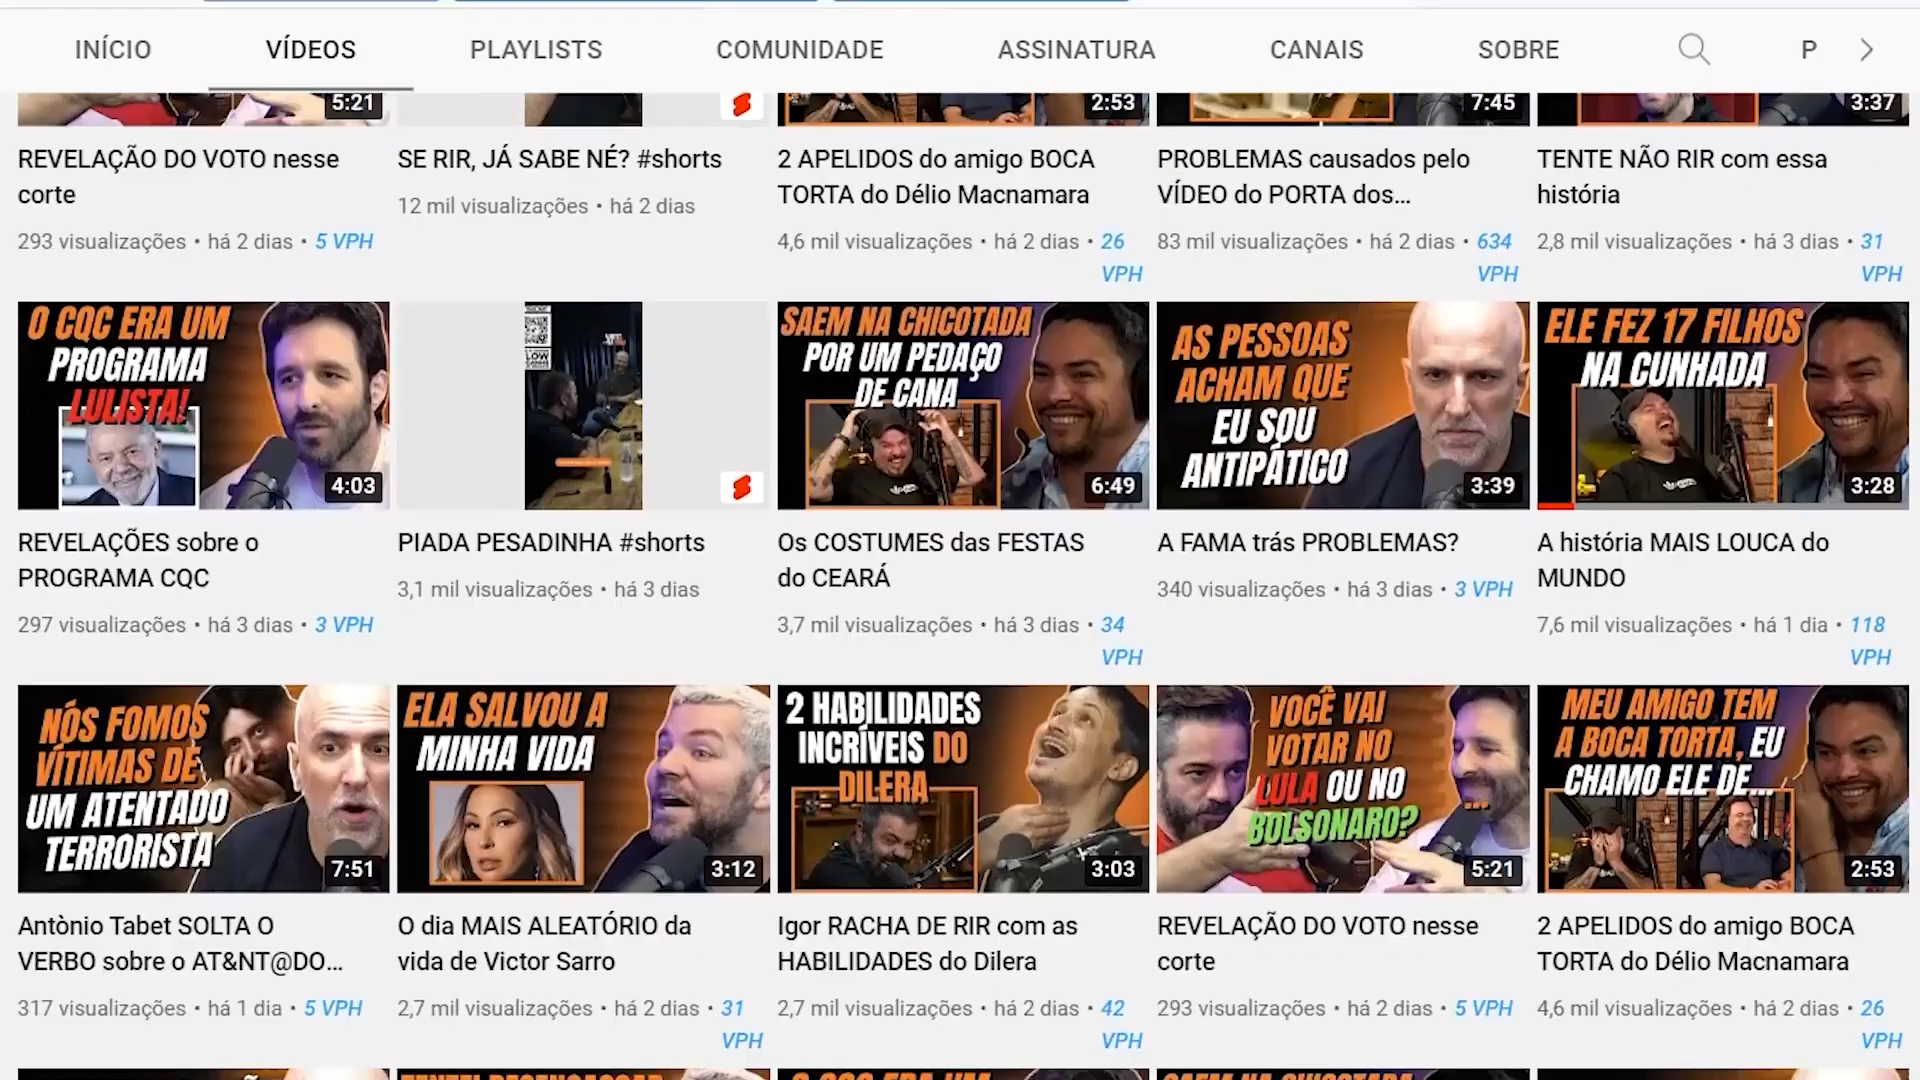 INÍCIO VÍDEOS PLAYLISTS COMUNIDADE ASSINATURA CANAIS SOBRE P
5:21 2:53 7:45 3:37
REVELAÇÃO DO VOTO nesse
corte
293 visualizações • há 2 dias • 5 VPH
SE RIR, JÁ SABE NÉ? #shorts
12 mil visualizações • há 2 dias
2 APELIDOS do amigo BOCA
TORTA do Délio Macnamara
4,6 mil visualizações • há 2 dias • 26
VPH
PROBLEMAS causados pelo
VÍDEO do PORTA dos...
83 mil visualizações • há 2 dias • 634
VPH
TENTE NÃO RIR com essa
história
2,8 mil visualizações • há 3 dias • 31
VPH
O CQC ERA UM
PROGRAMA
LULISTA!
4:03
REVELAÇÕES sobre o
PROGRAMA CQC
297 visualizações • há 3 dias • 3 VPH
PIADA PESADINHA #shorts
3,1 mil visualizações • há 3 dias
SAEM NA CHICOTADA
POR UM PEDAÇO
DE CANA
6:49
Os COSTUMES das FESTAS
do CEARÁ
3,7 mil visualizações • há 3 dias • 34
VPH
AS PESSOAS
ACHAM QUE
EU SOU
ANTIPÁTICO
3:39
A FAMA trás PROBLEMAS?
340 visualizações • há 3 dias • 3 VPH
ELE FEZ 17 FILHOS
NA CUNHADA
3:28
A história MAIS LOUCA do
MUNDO
7,6 mil visualizações • há 1 dia • 118
VPH
NÓS FOMOS
VÍTIMAS DE
UM ATENTADO
TERRORISTA
7:51
Antònio Tabet SOLTA O
VERBO sobre o AT&NT@DO...
317 visualizações • há 1 dia • 5 VPH
ELA SALVOU A
MINHA VIDA
3:12
O dia MAIS ALEATÓRIO da
vida de Victor Sarro
2,7 mil visualizações • há 2 dias • 31
VPH
2 HABILIDADES
INCRÍVEIS DO
DILERA
3:03
Igor RACHA DE RIR com as
HABILIDADES do Dilera
2,7 mil visualizações • há 2 dias • 42
VPH
VOCÊ VAI
VOTAR NO
LULA OU NO
BOLSONARO?
...
5:21
REVELAÇÃO DO VOTO nesse
corte
293 visualizações • há 2 dias • 5 VPH
MEU AMIGO TEM
A BOCA TORTA, EU
CHAMO ELE DE...
2:53
2 APELIDOS do amigo BOCA
TORTA do Délio Macnamara
4,6 mil visualizações • há 2 dias • 26
VPH